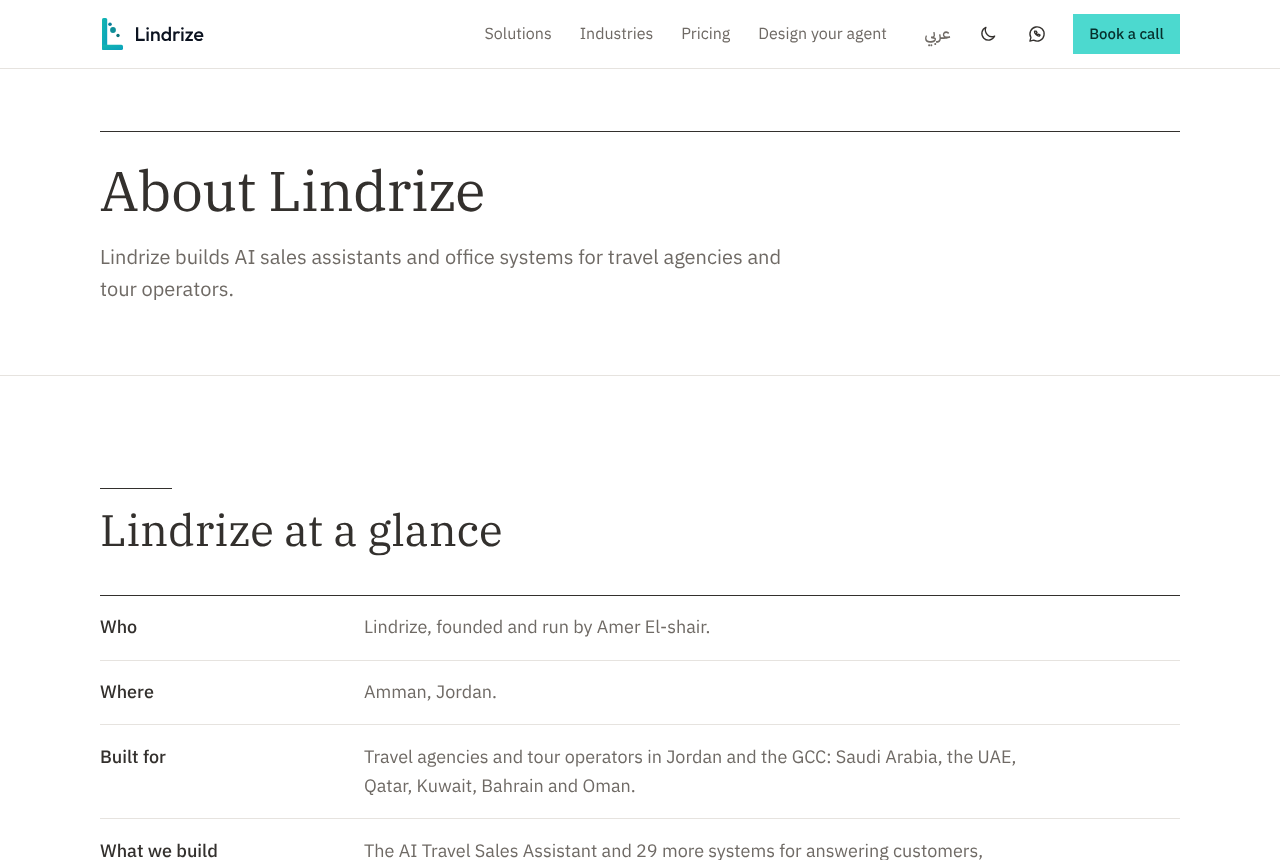 Lindrize
Solutions
Industries
Pricing
Design your agent
عربي
Book a call
About Lindrize
Lindrize builds AI sales assistants and office systems for travel agencies and
tour operators.
Lindrize at a glance
Who
Lindrize, founded and run by Amer El-shair.
Where
Amman, Jordan.
Built for
Travel agencies and tour operators in Jordan and the GCC: Saudi Arabia, the UAE,
Qatar, Kuwait, Bahrain and Oman.
What we build
The AI Travel Sales Assistant and 29 more systems for answering customers,